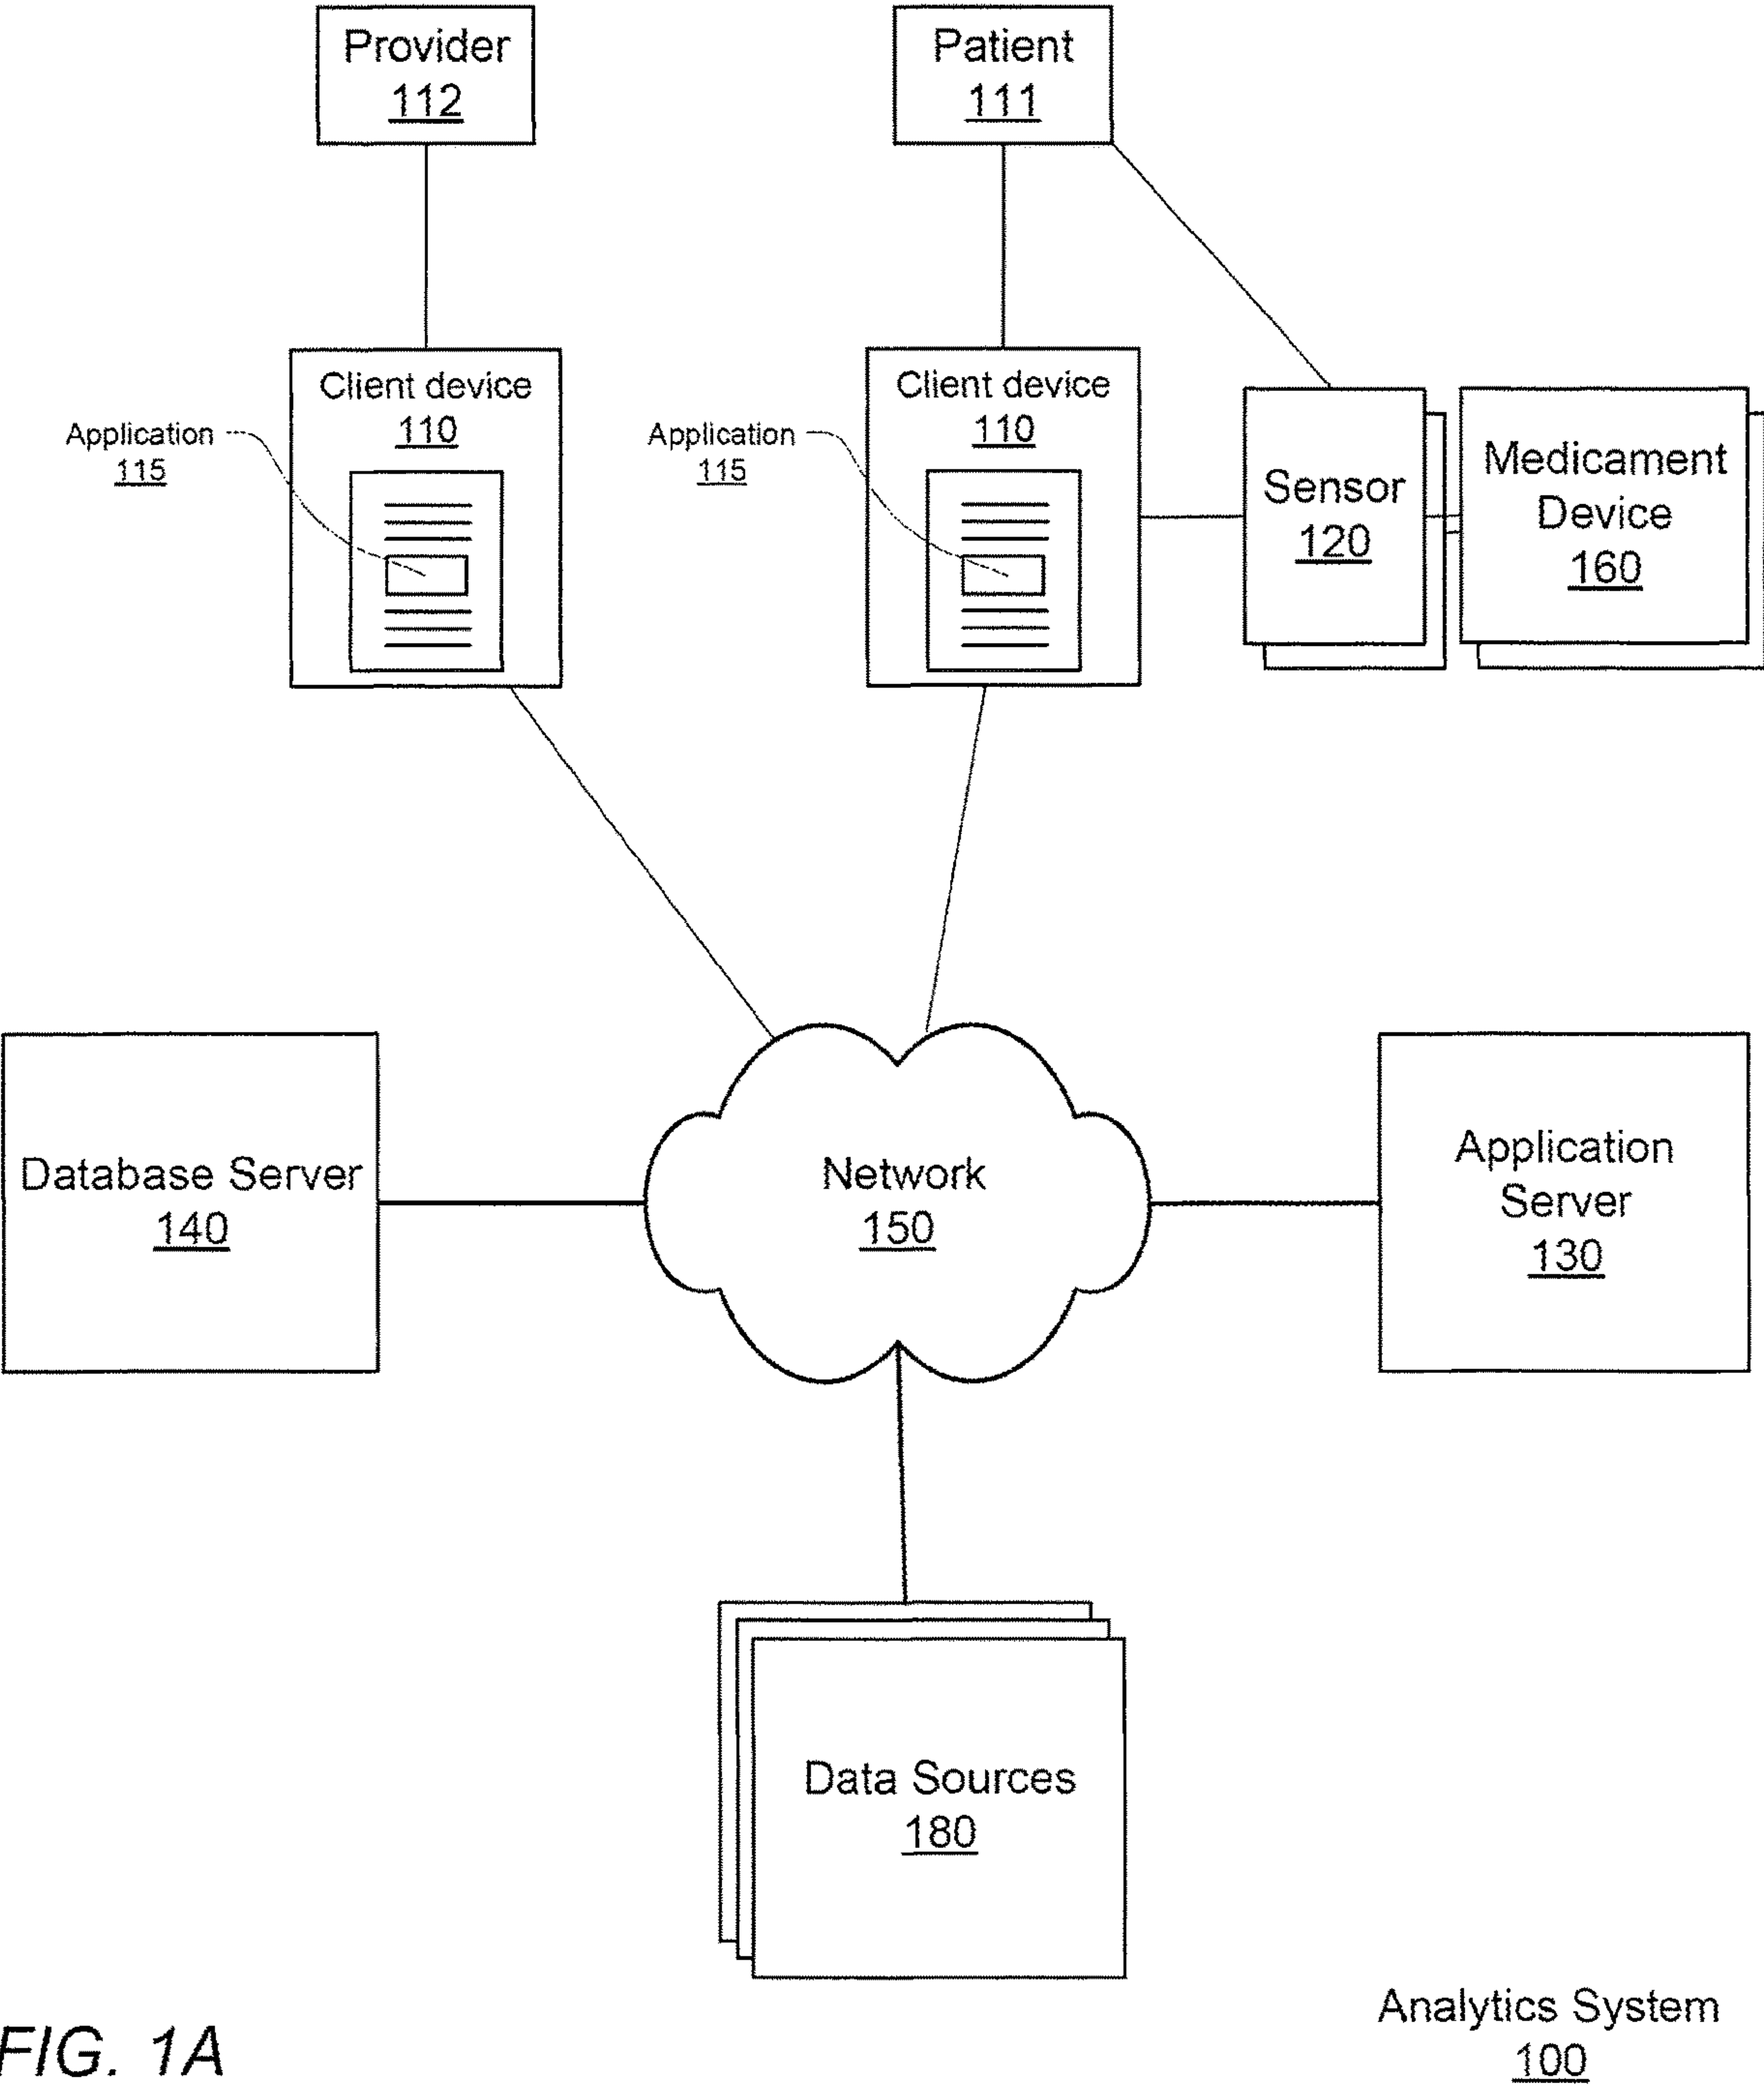 Provider
112
Patient
111
Client device
110
Application
115
Client device
110
Application
115
Sensor
120
Medicament
Device
160
Database Server
140
Network
150
Application
Server
130
Data Sources
180
Analytics System
100
FIG. 1A